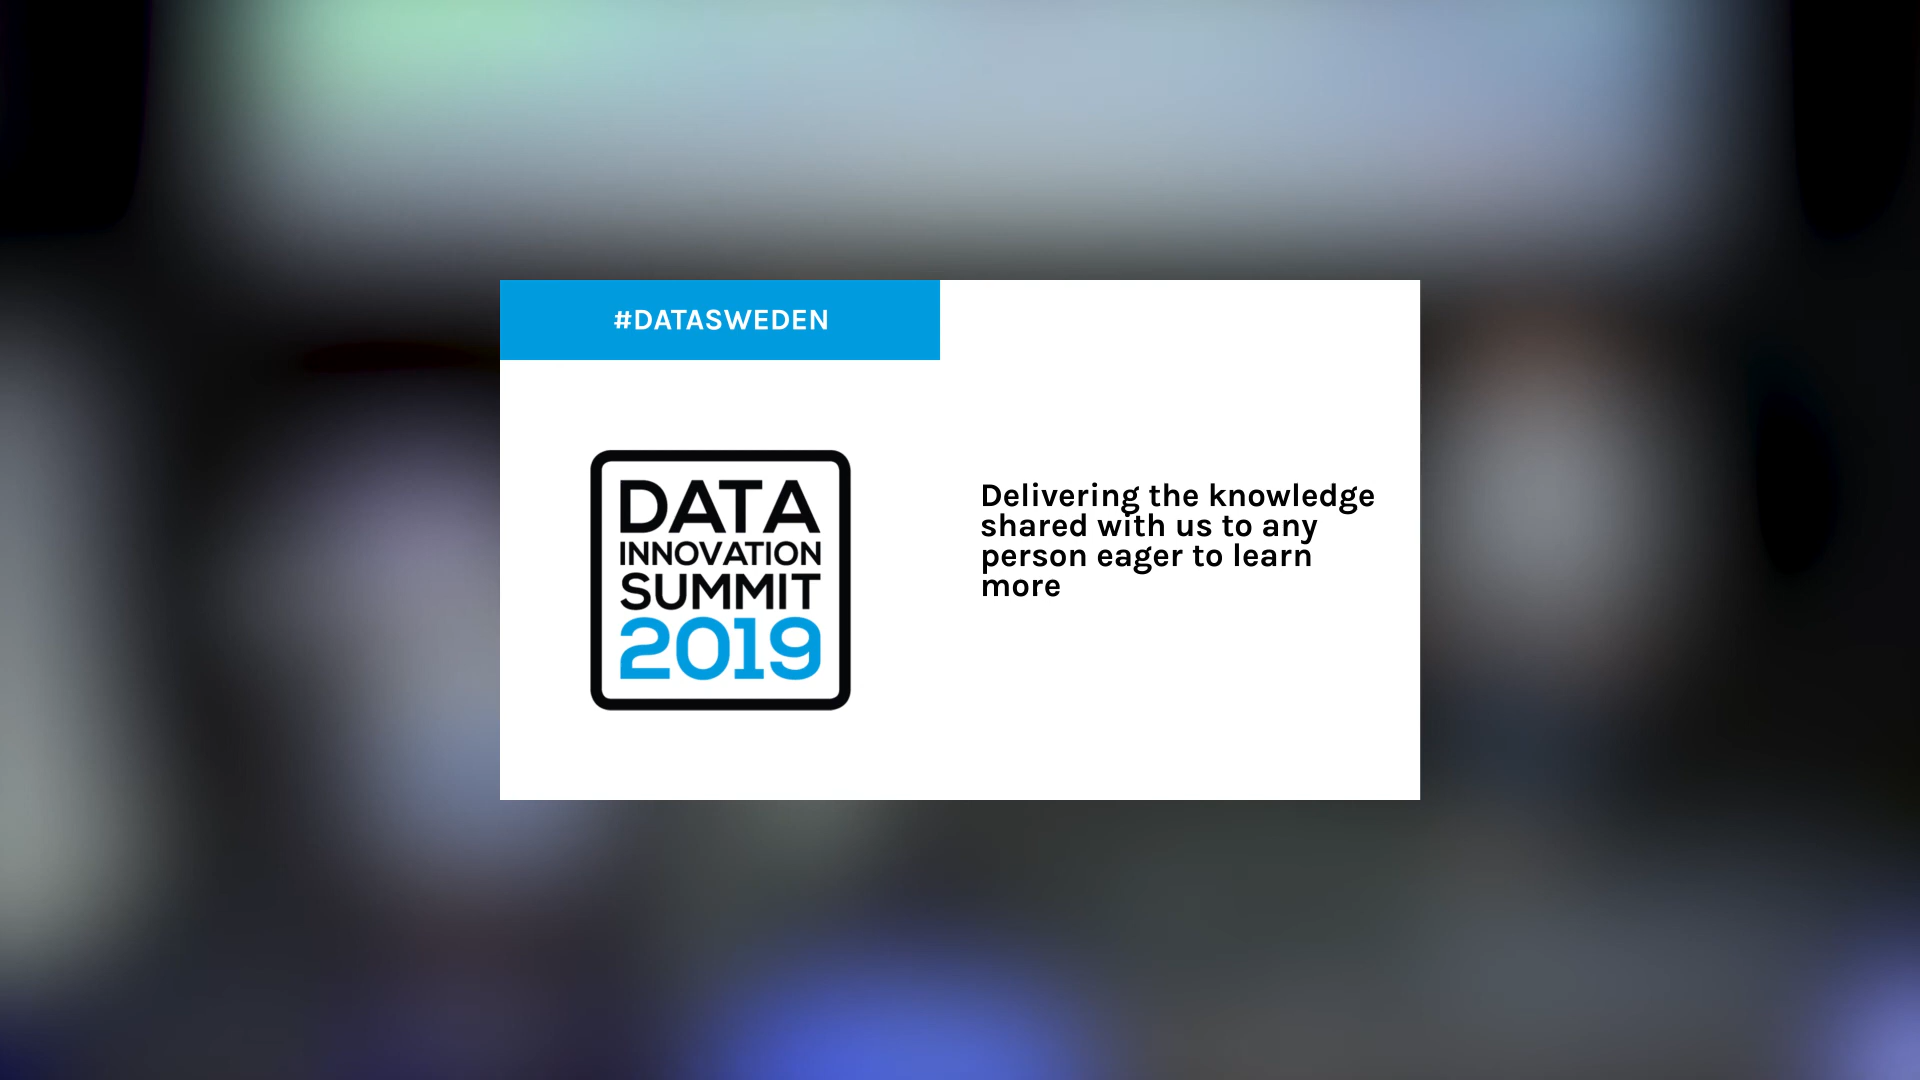 #DATASWEDEN
DATA
INNOVATION
SUMMIT
2019
Delivering the knowledge
shared with us to any
person eager to learn
more